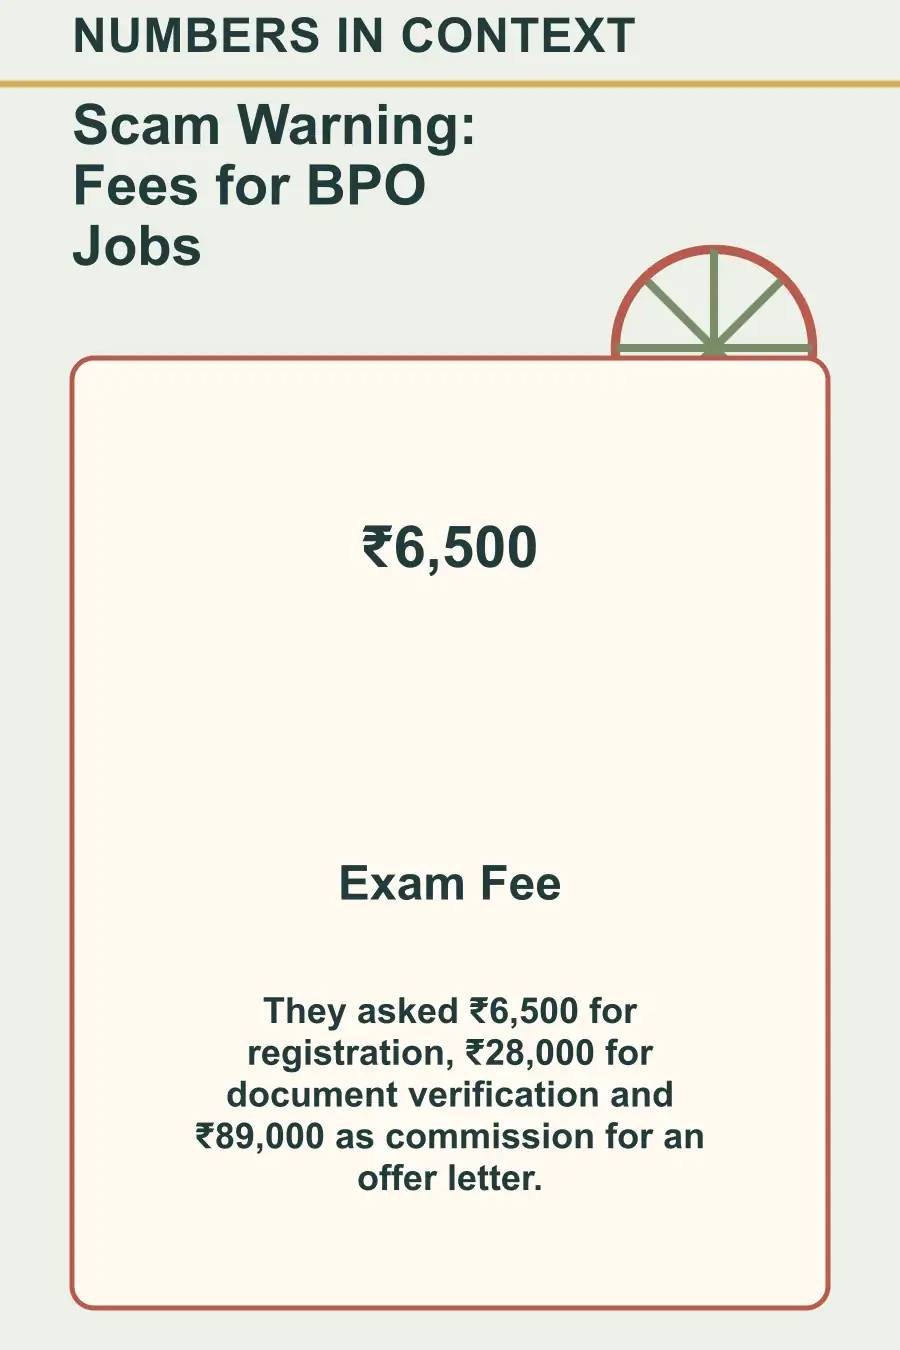 NUMBERS IN CONTEXT
Scam Warning:
Fees for BPO
Jobs
₹6,500
Exam Fee
They asked ₹6,500 for
registration, ₹28,000 for
document verification and
₹89,000 as commission for an
offer letter.